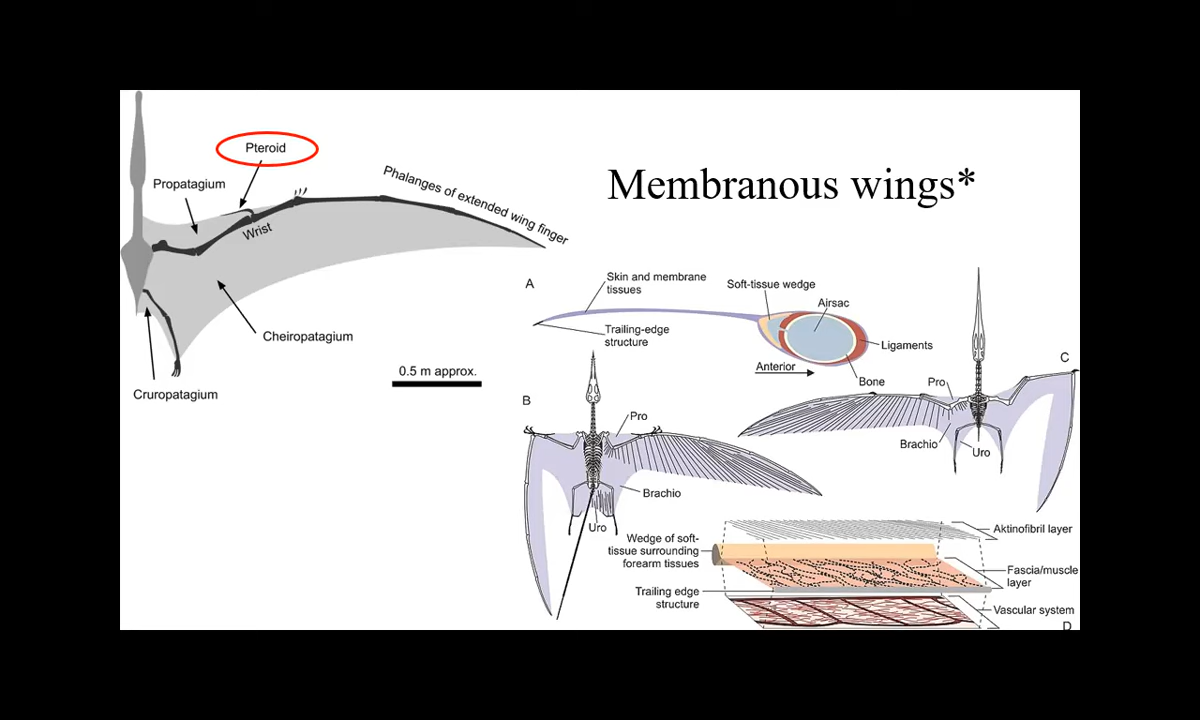 Pteroid
Propatagium
Phalanges of extended wing finger
Wrist
Cheiropatagium
Cruropatagium
0.5 m approx.
Membranous wings*
A
Skin and membrane
tissues
Soft-tissue wedge
Airsac
Trailing-edge
structure
Ligaments
Anterior
Bone
B
Pro
Brachio
Uro
C
Pro
Brachio
Uro
Wedge of soft-
tissue surrounding
forearm tissues
Trailing edge
structure
Aktinofibril layer
Fascia/muscle
layer
Vascular system
D